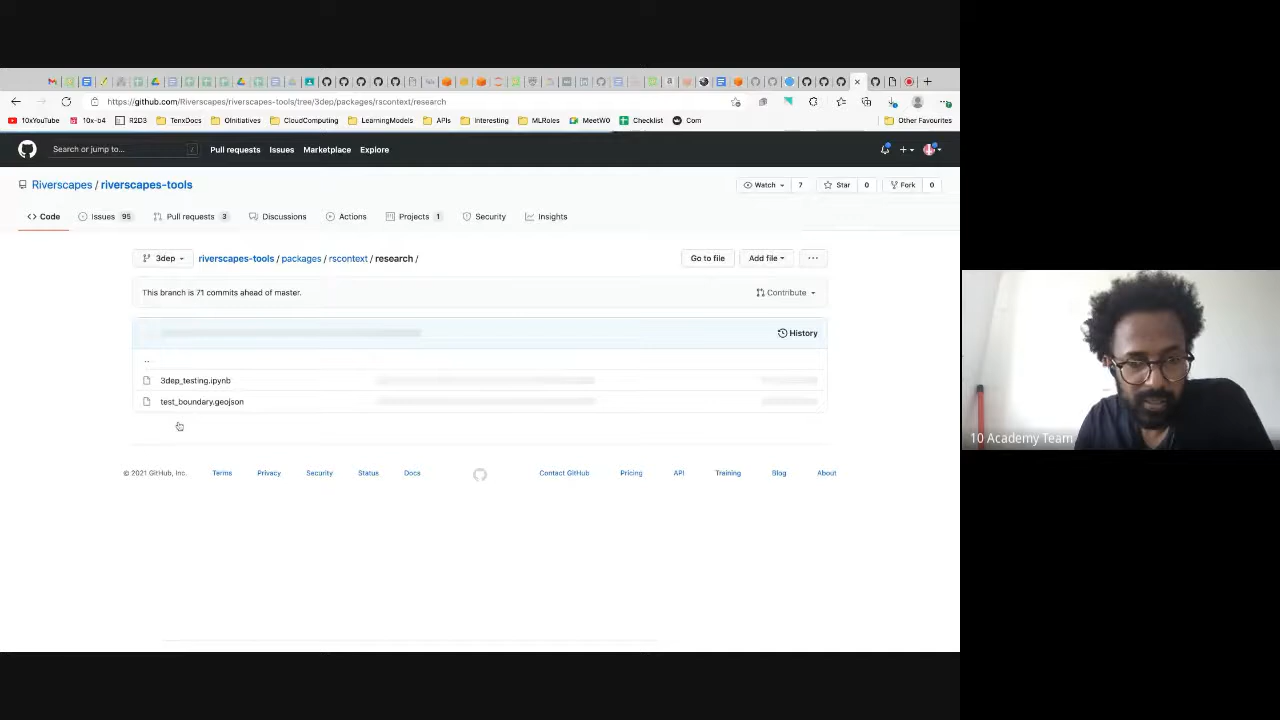 https://github.com/Riverscapes/riverscapes-tools/tree/3dep/packages/rscontext/research
10xYouTube
10x-b4
R2D3
TenxDocs
OInitiatives
CloudComputing
LearningModels
APIs
Interesting
MLRoles
MeetW0
Checklist
Com
Other Favourites
Search or jump to...
/
Pull requests
Issues
Marketplace
Explore
Riverscapes / riverscapes-tools
Watch 7
Star 0
Fork 0
Code
Issues 95
Pull requests 3
Discussions
Actions
Projects 1
Security
Insights
3dep
riverscapes-tools / packages / rscontext / research /
Go to file
Add file
...
This branch is 71 commits ahead of master.
Contribute
History
..
3dep_testing.ipynb
test_boundary.geojson
© 2021 GitHub, Inc.
Terms
Privacy
Security
Status
Docs
Contact GitHub
Pricing
API
Training
Blog
About
10 Academy Team